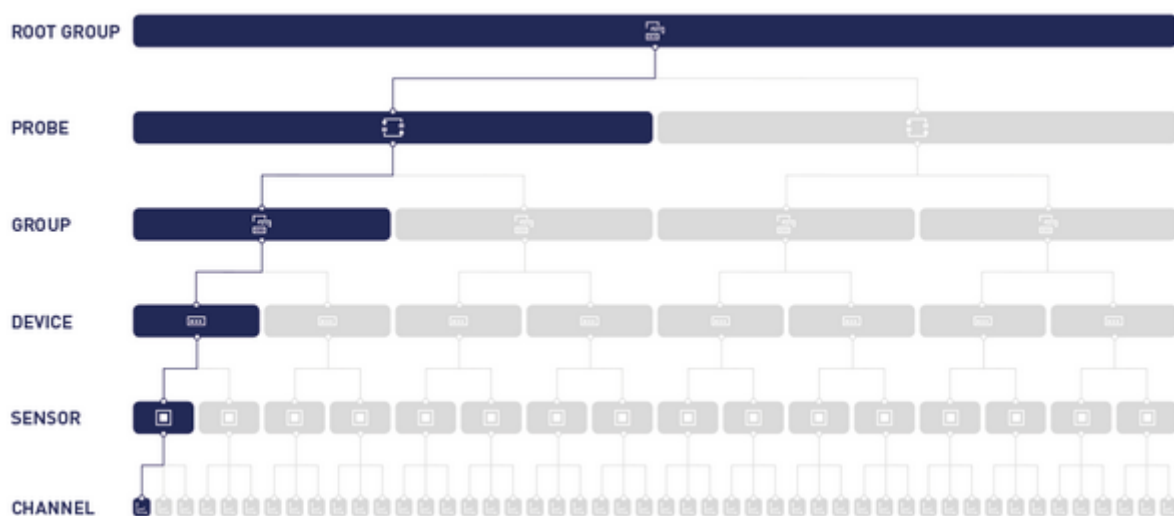 ROOT GROUP
PROBE
GROUP
DEVICE
SENSOR
CHANNEL